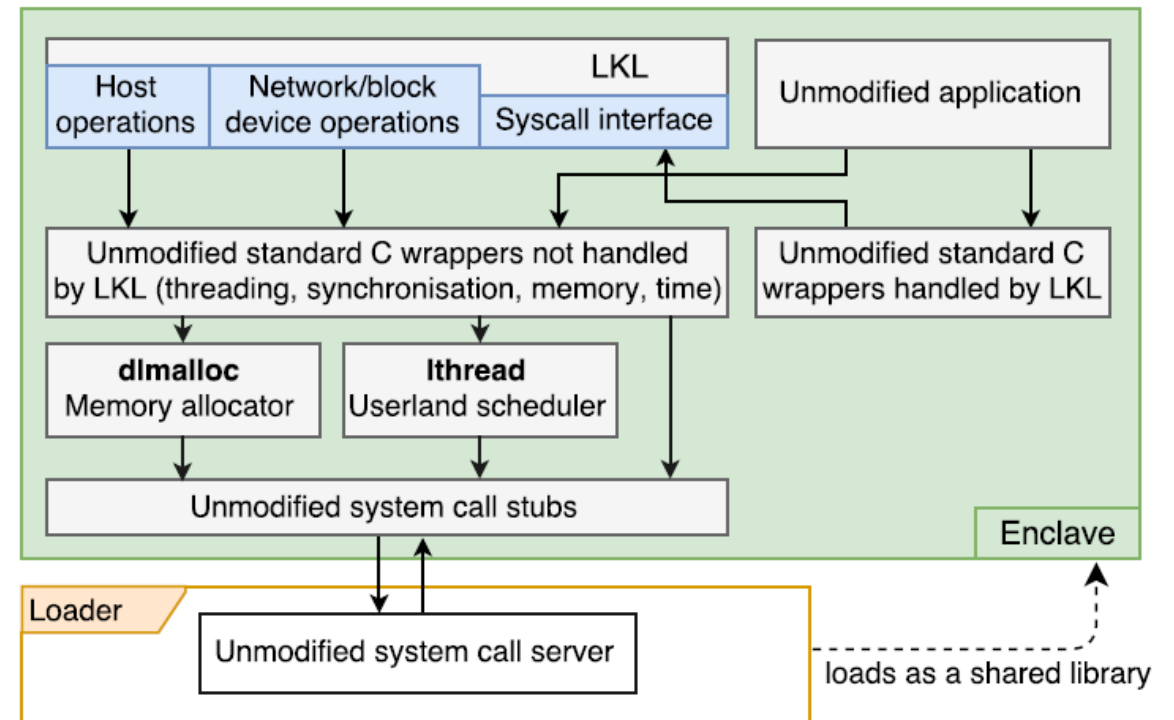 LKL
Host
operations
Network/block
device operations
Syscall interface
Unmodified application
Unmodified standard C wrappers not handled
by LKL (threading, synchronisation, memory, time)
Unmodified standard C
wrappers handled by LKL
dlmalloc
Memory allocator
lthread
Userland scheduler
Unmodified system call stubs
Enclave
Loader
Unmodified system call server
loads as a shared library